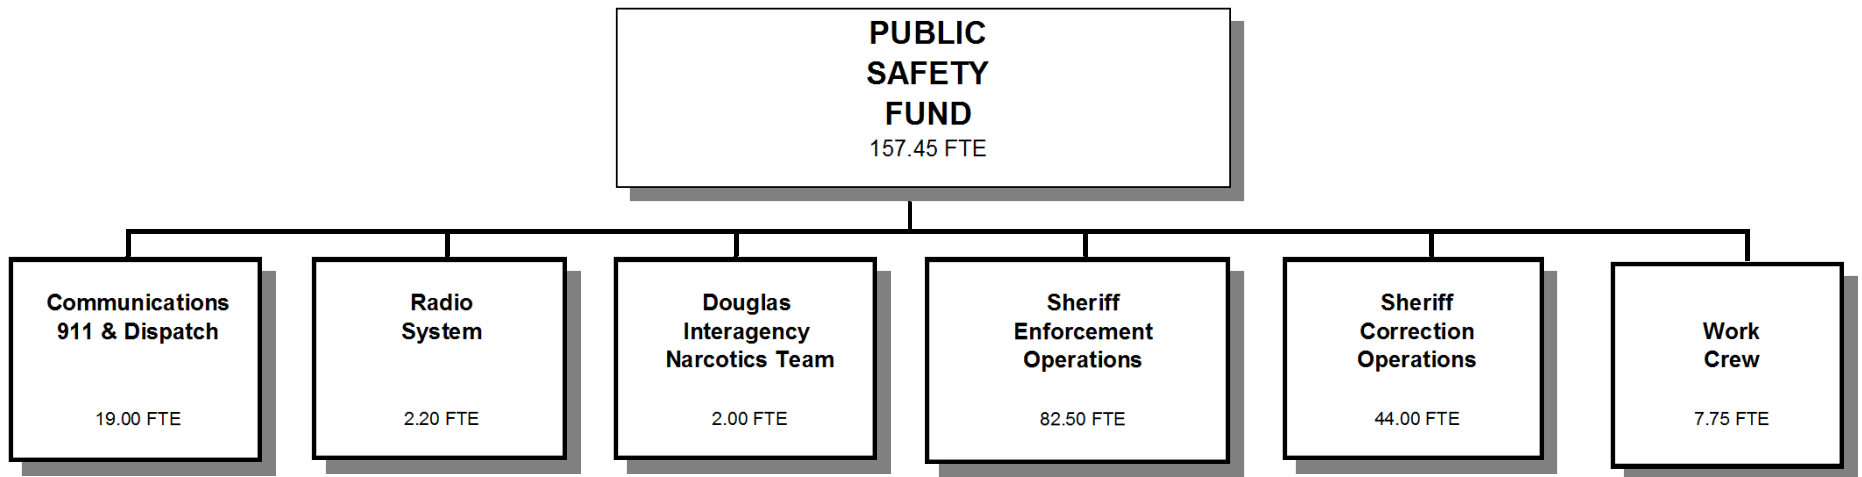 PUBLIC
SAFETY
FUND
157.45 FTE
Communications
911 & Dispatch
19.00 FTE
Radio
System
2.20 FTE
Douglas
Interagency
Narcotics Team
2.00 FTE
Sheriff
Enforcement
Operations
82.50 FTE
Sheriff
Correction
Operations
44.00 FTE
Work
Crew
7.75 FTE